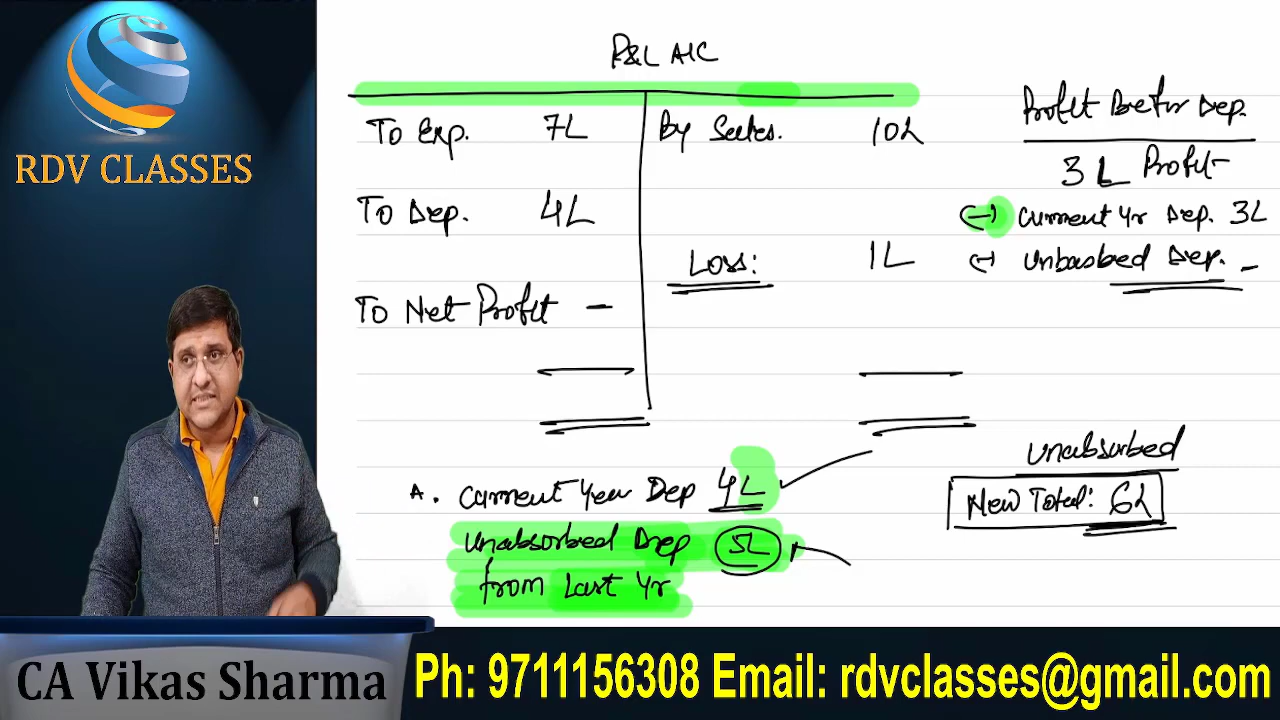 P&L A/C
To Exp. 7L By Sales. 10L
To Dep. 4L
Loss: 1L
To Net Profit -
Profit Before Dep.
3L Profit
(-) Current Yr Dep. 3L
(-) Unbasbed Dep. -
A. Current Year Dep 4L
Unabsorbed Dep 5L
from Last Yr
Unabsorbed
New Total: 6L
RDV CLASSES
CA Vikas Sharma
Ph: 9711156308 Email: rdvclasses@gmail.com